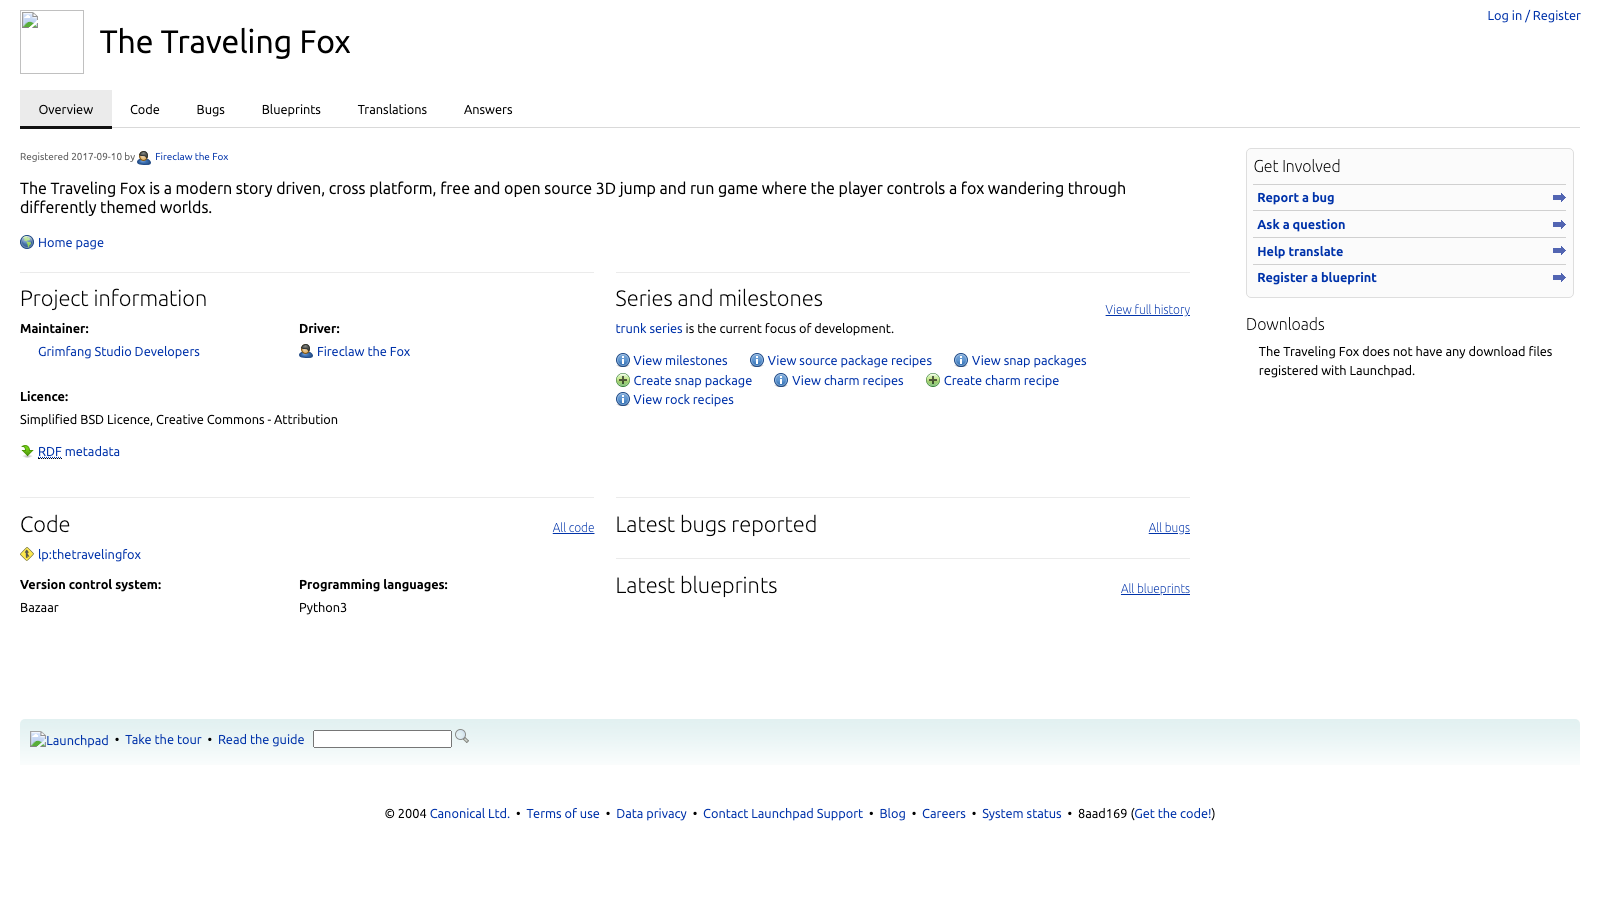 Log in / Register
The Traveling Fox
Overview Code Bugs Blueprints Translations Answers
Registered 2017-09-10 by Fireclaw the Fox
The Traveling Fox is a modern story driven, cross platform, free and open source 3D jump and run game where the player controls a fox wandering through
differently themed worlds.
Home page
Get Involved
Report a bug
Ask a question
Help translate
Register a blueprint
Downloads
The Traveling Fox does not have any download files
registered with Launchpad.
Project information
Maintainer: Driver:
Grimfang Studio Developers Fireclaw the Fox
Licence:
Simplified BSD Licence, Creative Commons - Attribution
RDF metadata
Series and milestones
View full history
trunk series is the current focus of development.
View milestones View source package recipes View snap packages
Create snap package View charm recipes Create charm recipe
View rock recipes
Code All code
lp:thetravelingfox
Version control system: Programming languages:
Bazaar Python3
Latest bugs reported All bugs
Latest blueprints All blueprints
Launchpad • Take the tour • Read the guide
© 2004 Canonical Ltd. • Terms of use • Data privacy • Contact Launchpad Support • Blog • Careers • System status • 8aad169 (Get the code!)